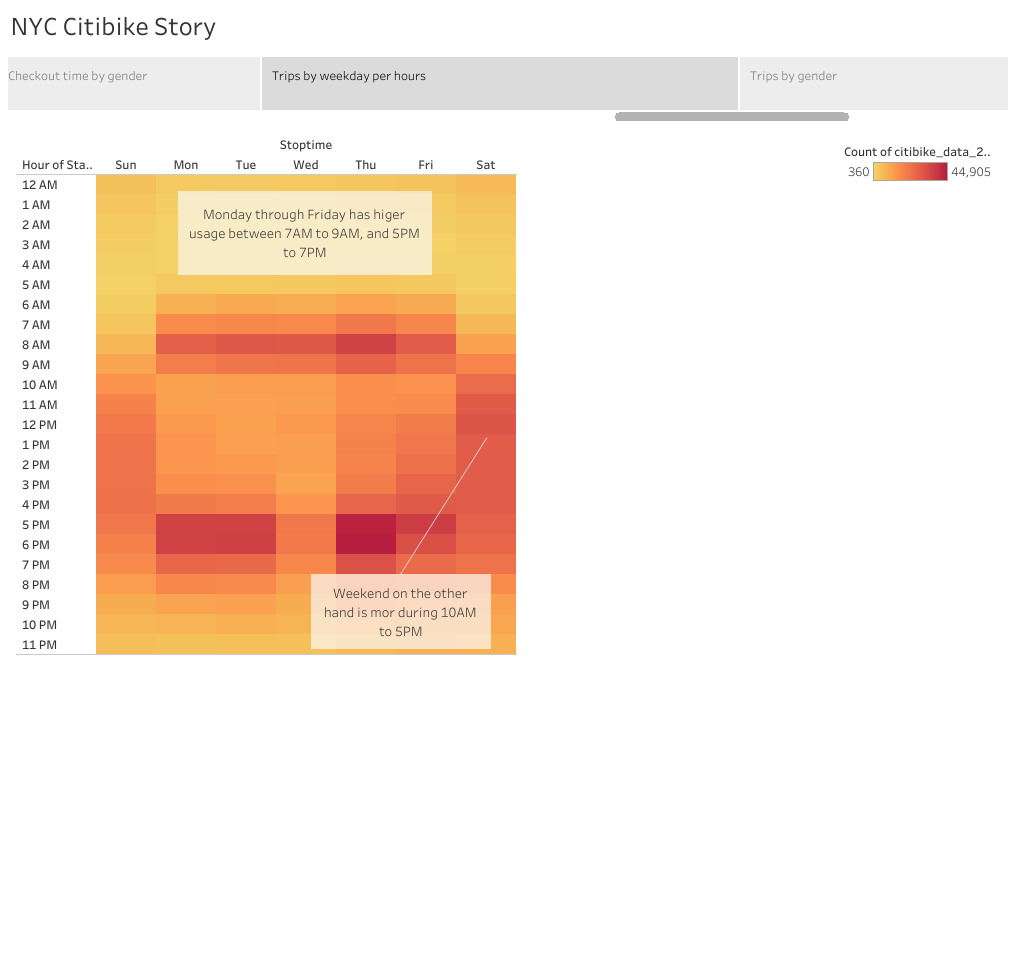 NYC Citibike Story
Checkout time by gender
Trips by weekday per hours
Trips by gender
Stoptime
Hour of Sta.. Sun Mon Tue Wed Thu Fri Sat
Count of citibike_data_2..
360 44,905
12 AM
1 AM
2 AM
3 AM
4 AM
5 AM
6 AM
7 AM
8 AM
9 AM
10 AM
11 AM
12 PM
1 PM
2 PM
3 PM
4 PM
5 PM
6 PM
7 PM
8 PM
9 PM
10 PM
11 PM
Monday through Friday has higer
usage between 7AM to 9AM, and 5PM
to 7PM
Weekend on the other
hand is mor during 10AM
to 5PM